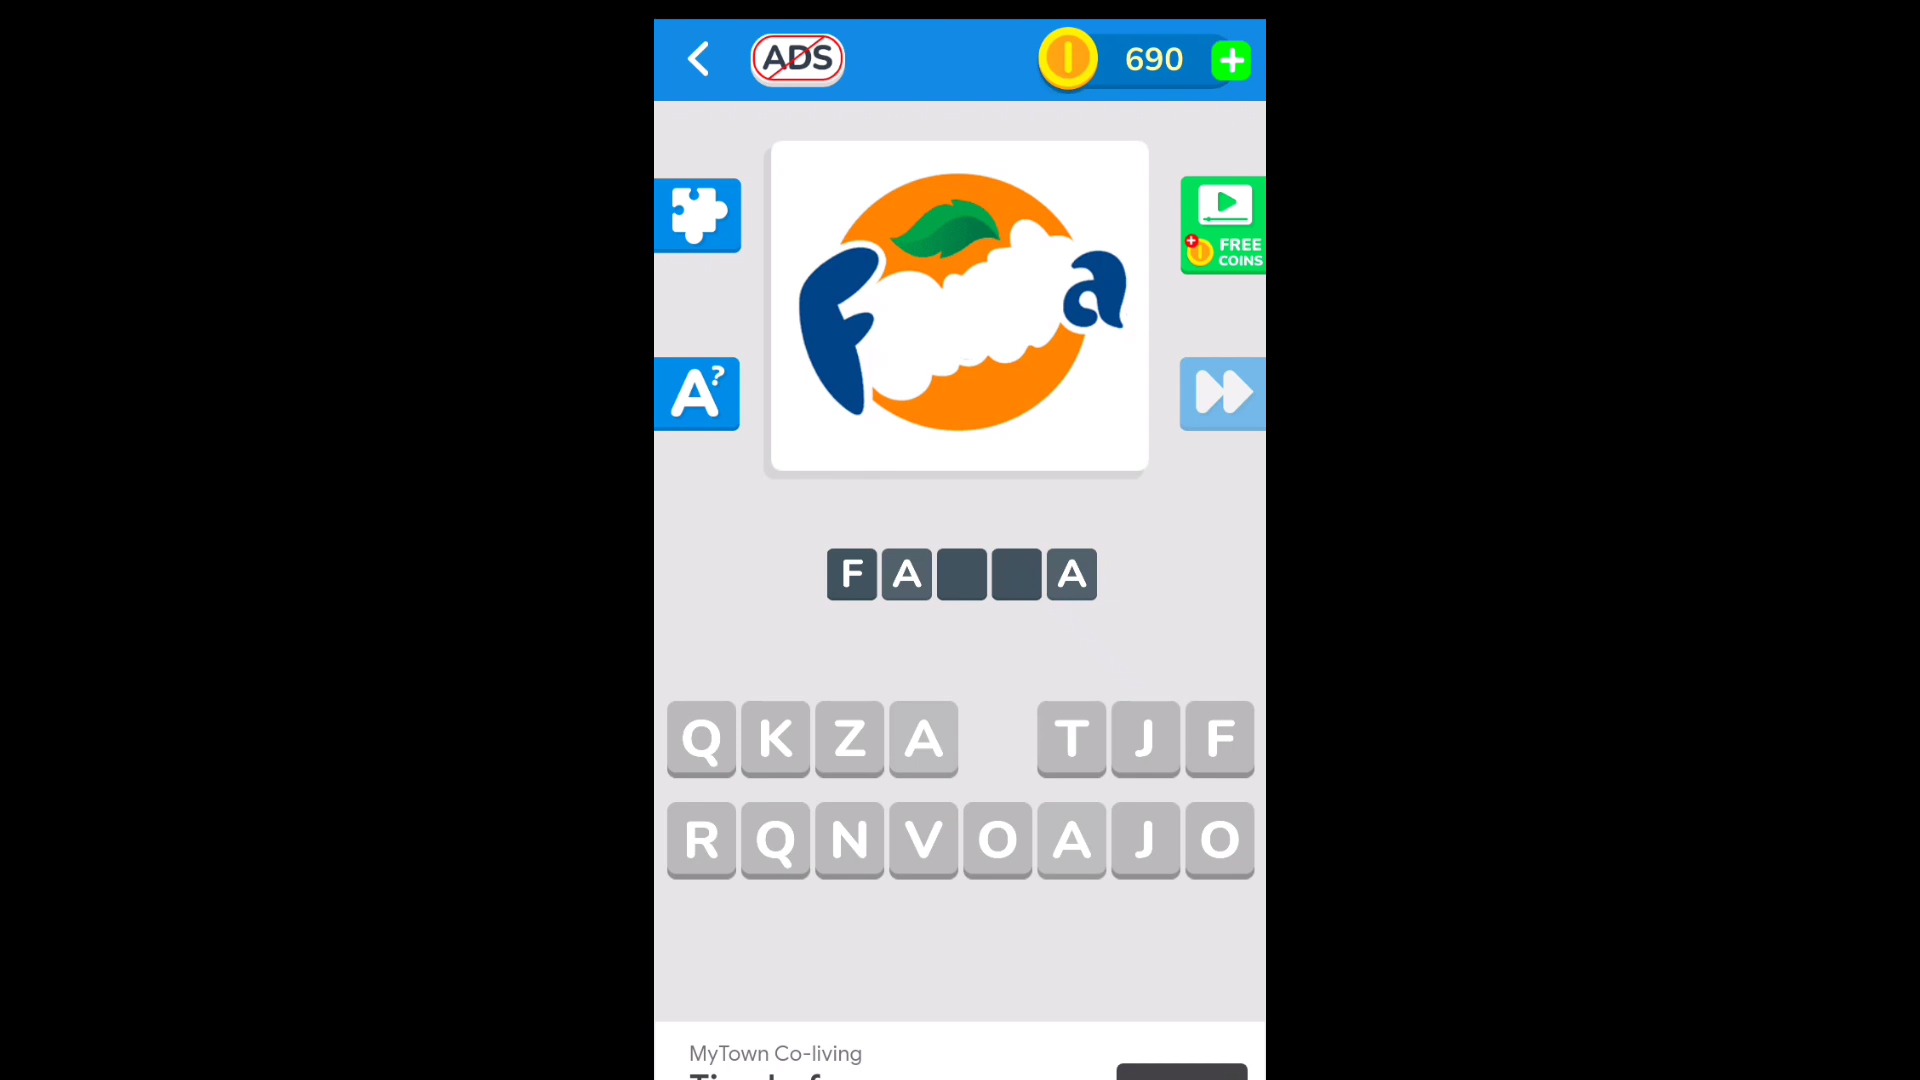 ADS
690
FREE
COINS
F a
A?
F A A
Q K Z A T J F
R Q N V O A J O
MyTown Co-living